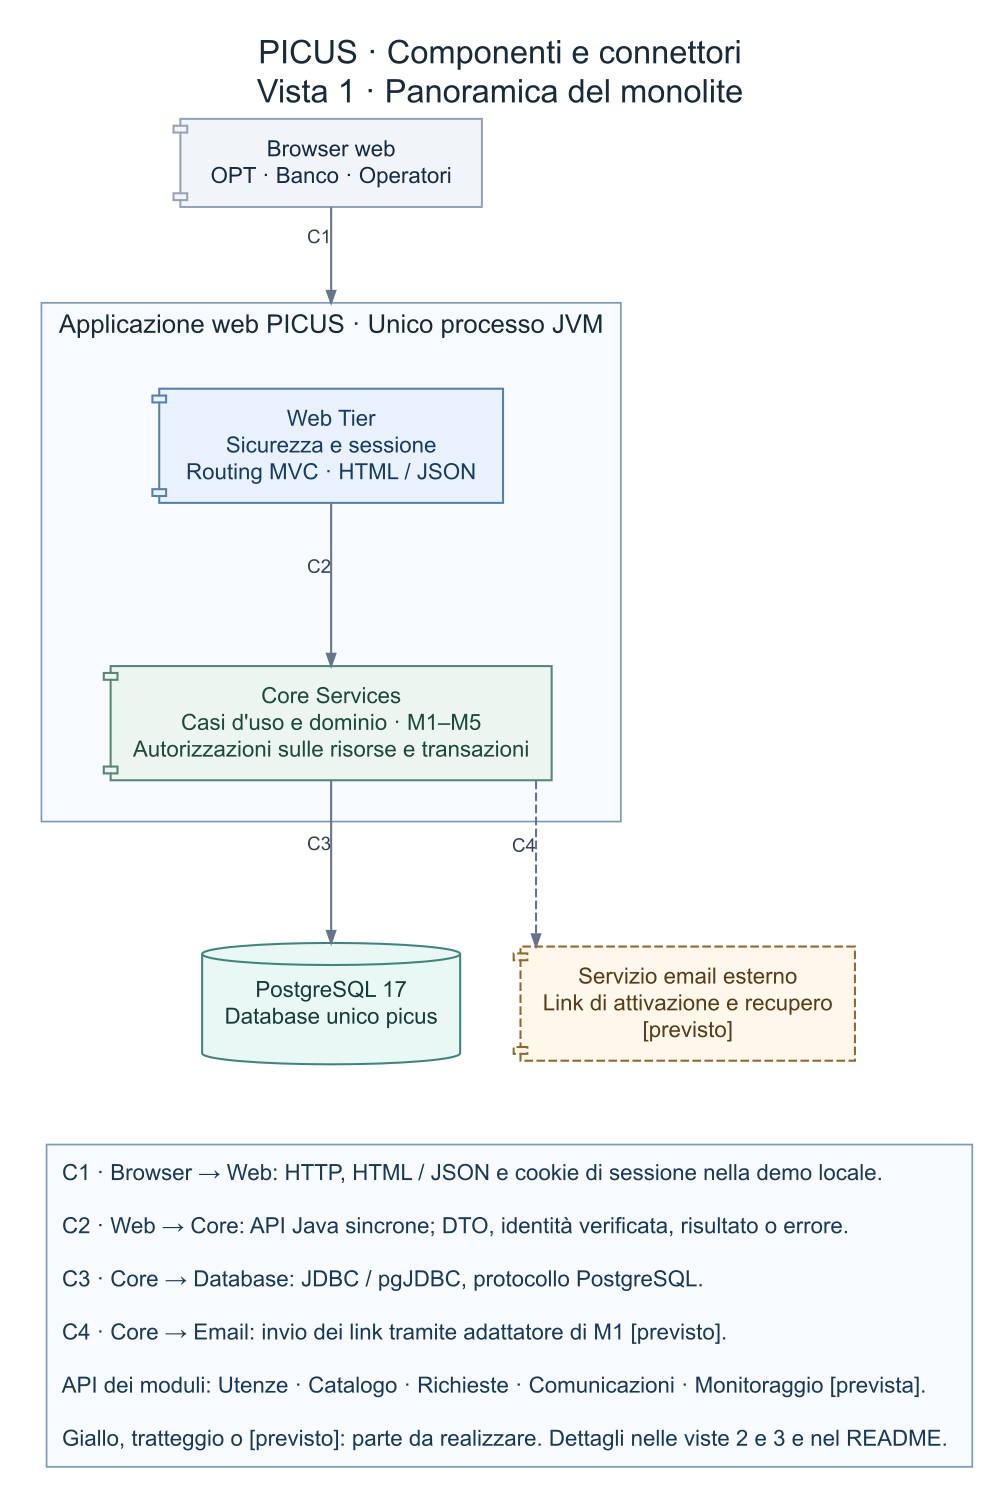 PICUS · Componenti e connettori
Vista 1 · Panoramica del monolite
Browser web
OPT · Banco · Operatori
C1
Applicazione web PICUS · Unico processo JVM
Web Tier
Sicurezza e sessione
Routing MVC · HTML / JSON
C2
Core Services
Casi d'uso e dominio · M1–M5
Autorizzazioni sulle risorse e transazioni
C3
C4
PostgreSQL 17
Database unico picus
Servizio email esterno
Link di attivazione e recupero
[previsto]
C1 · Browser → Web: HTTP, HTML / JSON e cookie di sessione nella demo locale.
C2 · Web → Core: API Java sincrone; DTO, identità verificata, risultato o errore.
C3 · Core → Database: JDBC / pgJDBC, protocollo PostgreSQL.
C4 · Core → Email: invio dei link tramite adattatore di M1 [previsto].
API dei moduli: Utenze · Catalogo · Richieste · Comunicazioni · Monitoraggio [prevista].
Giallo, tratteggio o [previsto]: parte da realizzare. Dettagli nelle viste 2 e 3 e nel README.